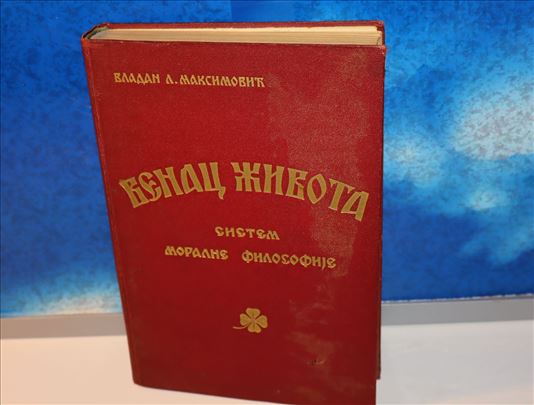 ВЛАДАН Л. МАКСИМОВИЋ
ВЕНАЦ ЖИВОТА
СИСТЕМ
МОРАЛНЕ ФИЛОСОФИЈЕ